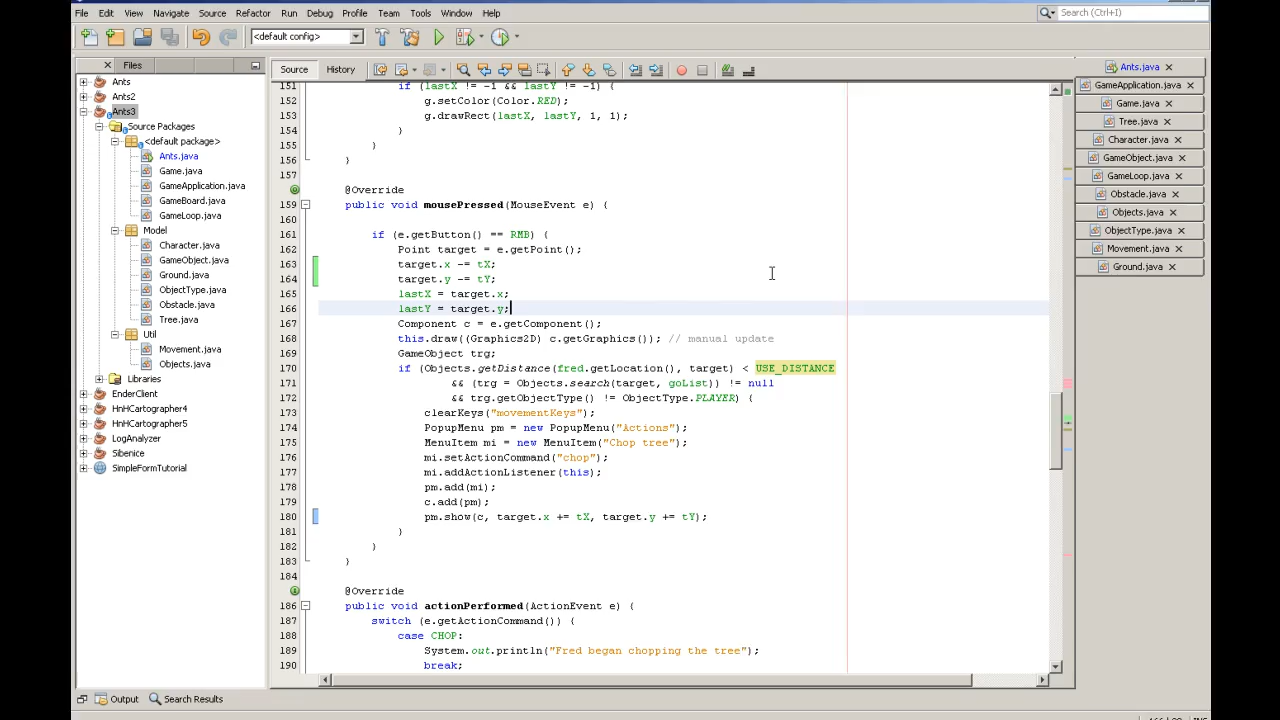 File Edit View Navigate Source Refactor Run Debug Profile Team Tools Window Help
Search (Ctrl+I)
<default config>
Files
Ants
Ants2
Ants3
Source Packages
<default package>
Ants.java
Game.java
GameApplication.java
GameBoard.java
GameLoop.java
Model
Character.java
GameObject.java
Ground.java
ObjectType.java
Obstacle.java
Tree.java
Util
Movement.java
Objects.java
Libraries
EnderClient
HnHCartographer4
HnHCartographer5
LogAnalyzer
Sibenice
SimpleFormTutorial
Source History
151 if (lastX != -1 && lastY != -1) {
152 g.setColor(Color.RED);
153 g.drawRect(lastX, lastY, 1, 1);
154 }
155 }
156 }
157
@Override
159 public void mousePressed(MouseEvent e) {
160
161 if (e.getButton() == RMB) {
162 Point target = e.getPoint();
163 target.x -= tX;
164 target.y -= tY;
165 lastX = target.x;
166 lastY = target.y;
167 Component c = e.getComponent();
168 this.draw((Graphics2D) c.getGraphics()); // manual update
169 GameObject trg;
170 if (Objects.getDistance(fred.getLocation(), target) < USE_DISTANCE
171 && (trg = Objects.search(target, goList)) != null
172 && trg.getObjectType() != ObjectType.PLAYER) {
173 clearKeys("movementKeys");
174 PopupMenu pm = new PopupMenu("Actions");
175 MenuItem mi = new MenuItem("Chop tree");
176 mi.setActionCommand("chop");
177 mi.addActionListener(this);
178 pm.add(mi);
179 c.add(pm);
180 pm.show(c, target.x += tX, target.y += tY);
181 }
182 }
183 }
184
@Override
186 public void actionPerformed(ActionEvent e) {
187 switch (e.getActionCommand()) {
188 case CHOP:
189 System.out.println("Fred began chopping the tree");
190 break;
Ants.java
GameApplication.java
Game.java
Tree.java
Character.java
GameObject.java
GameLoop.java
Obstacle.java
Objects.java
ObjectType.java
Movement.java
Ground.java
Output Search Results